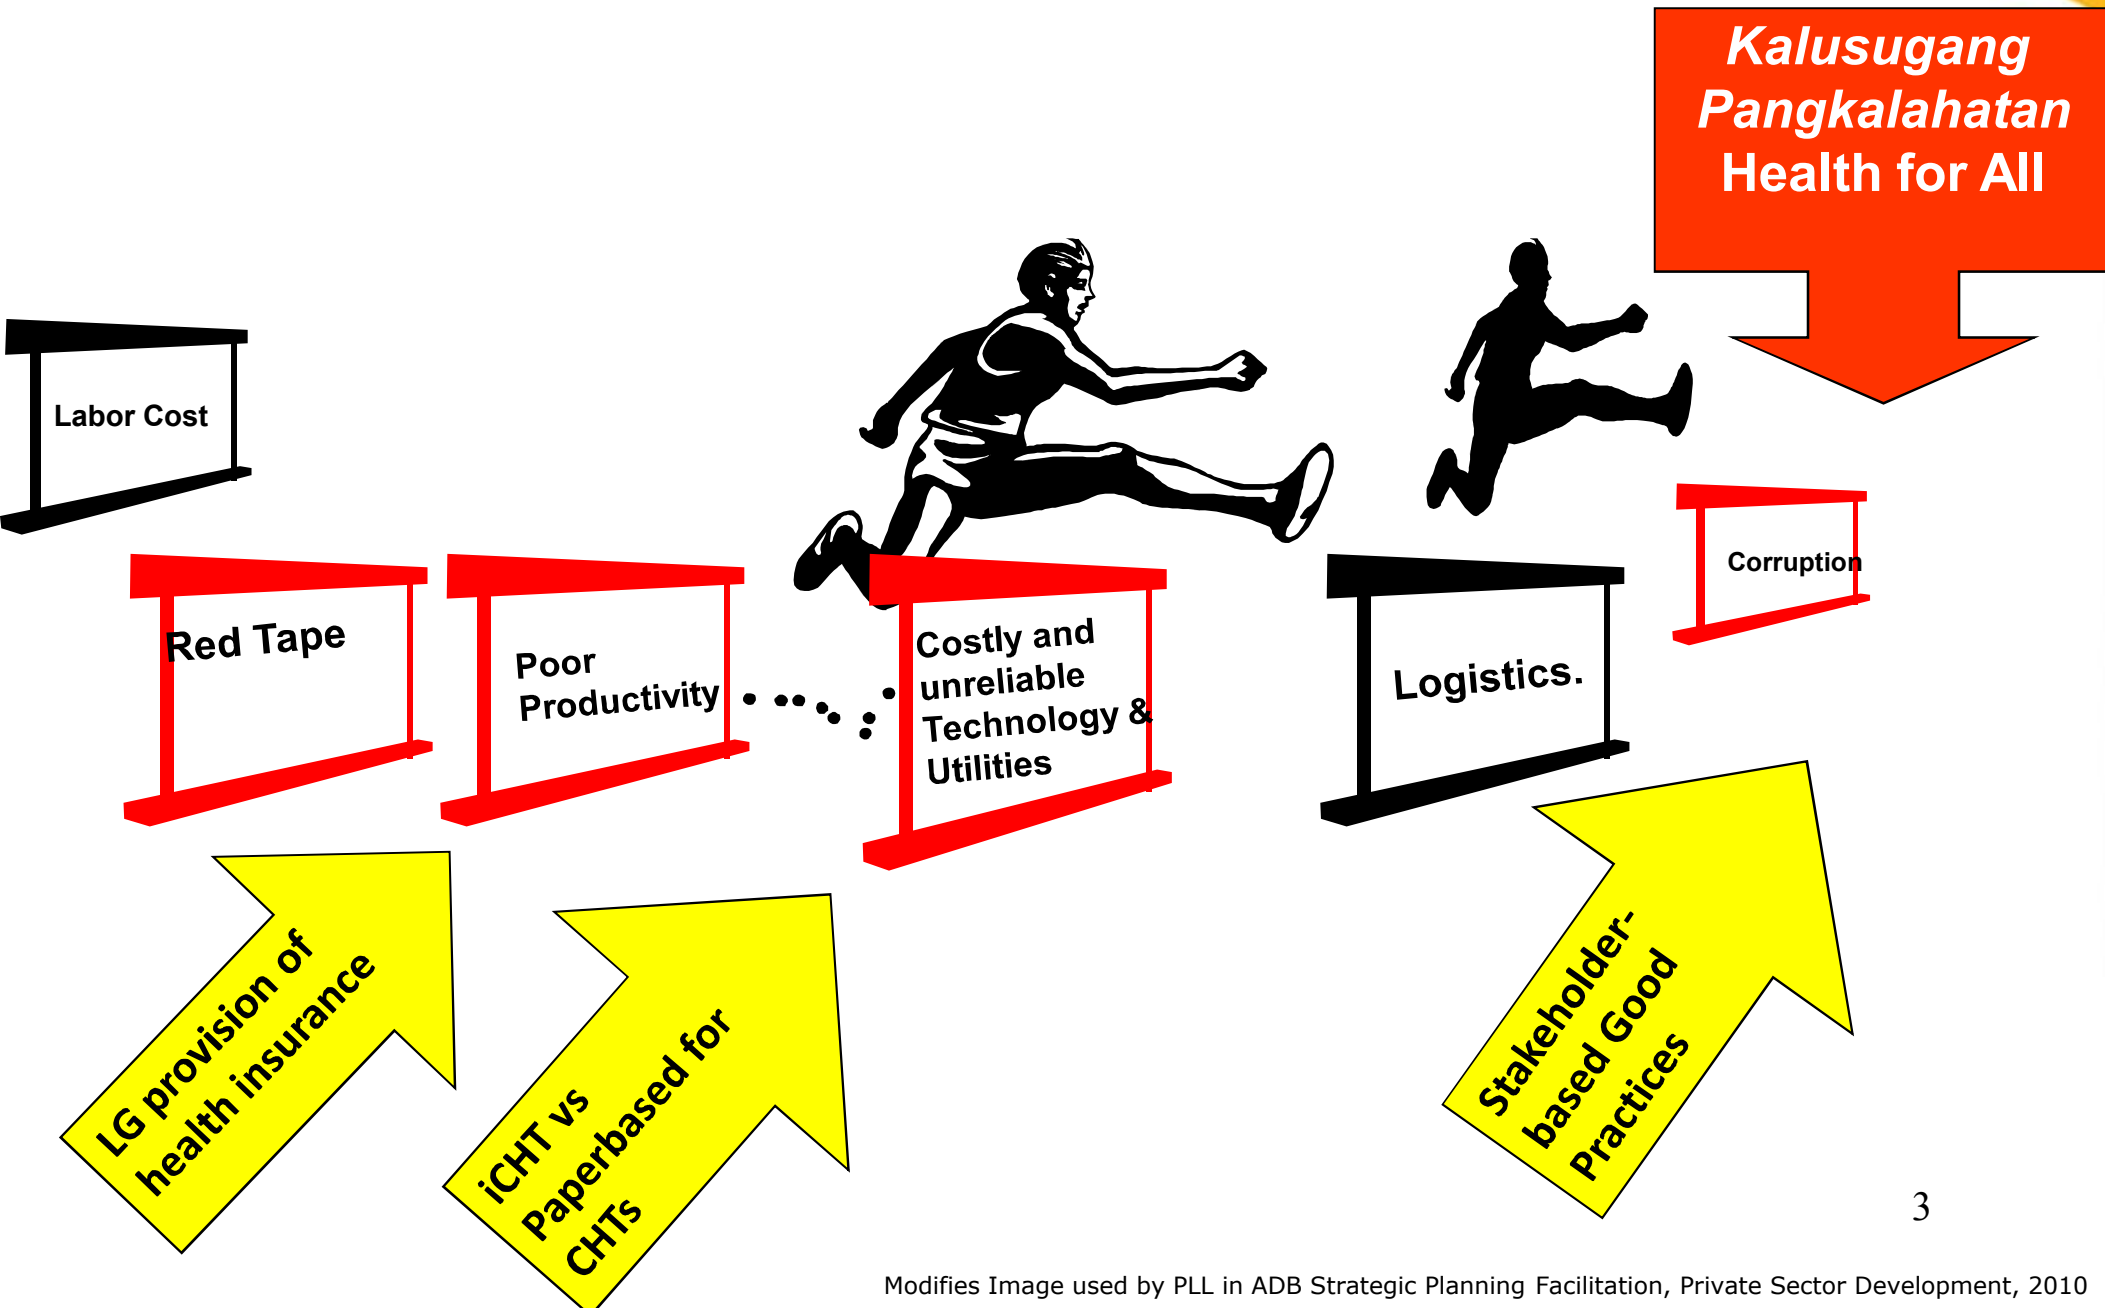 Kalusugang
Pangkalahatan
Health for All
Labor Cost
Red Tape
Poor
Productivity
Costly and
unreliable
Technology &
Utilities
Logistics.
Corruption
LG provision of
health insurance
iCHT vs
Paperbased for
CHTs
Stakeholder-
based Good
Practices
3
Modifies Image used by PLL in ADB Strategic Planning Facilitation, Private Sector Development, 2010